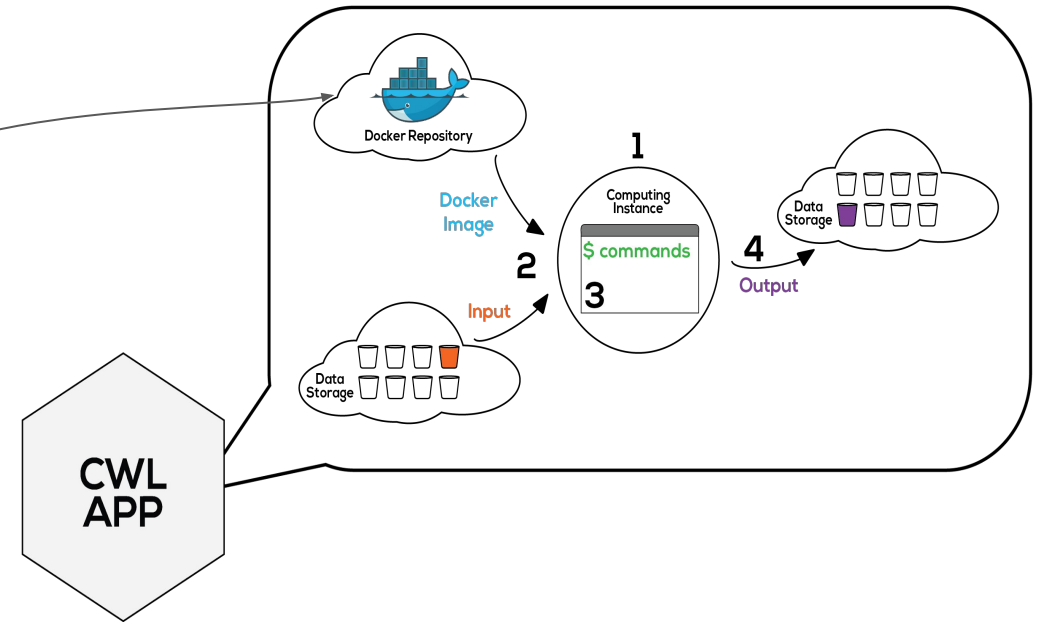 Docker Repository
Docker
Image
1
Computing
Instance
$ commands
2
3
Input
Data
Storage
4
Output
Data
Storage
CWL
APP